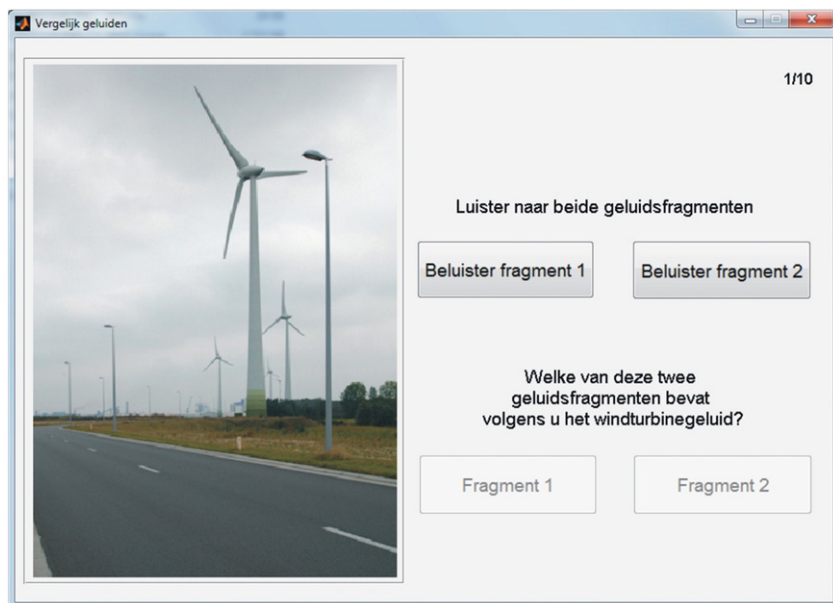 Vergelijk geluiden
1/10
Luister naar beide geluidsfragmenten
Beluister fragment 1
Beluister fragment 2
Welke van deze twee
geluidsfragmenten bevat
volgens u het windturbinegeluid?
Fragment 1
Fragment 2